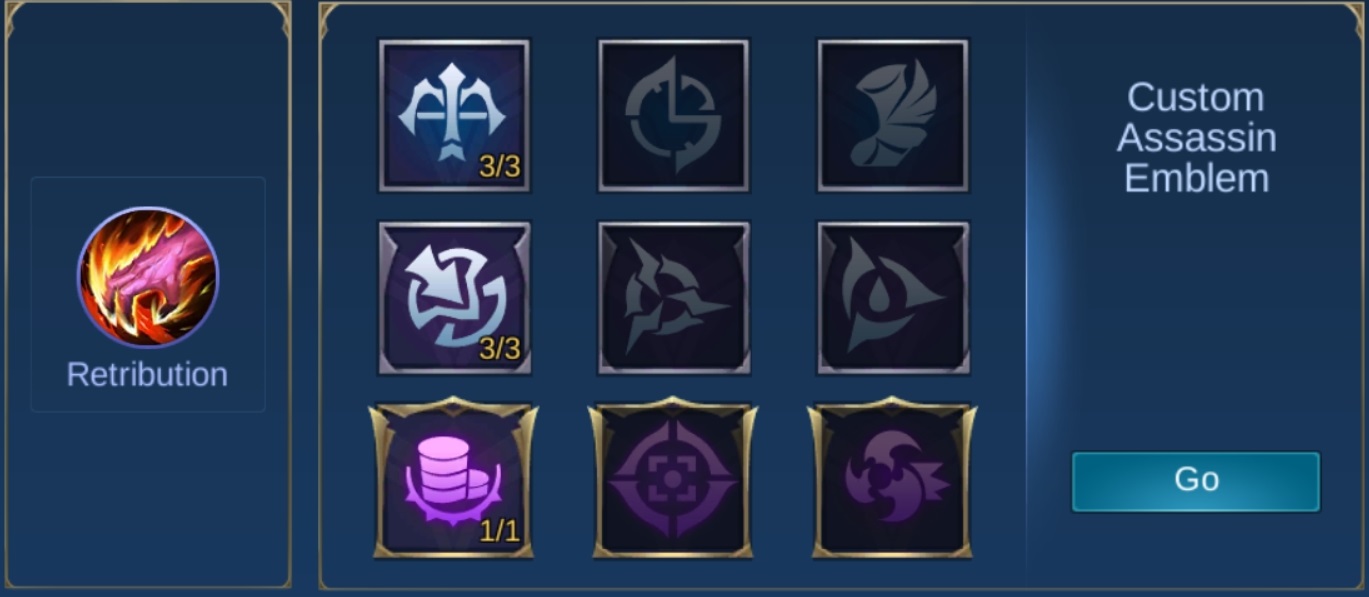 3/3
Custom
Assassin
Emblem
3/3
Retribution
Go
1/1